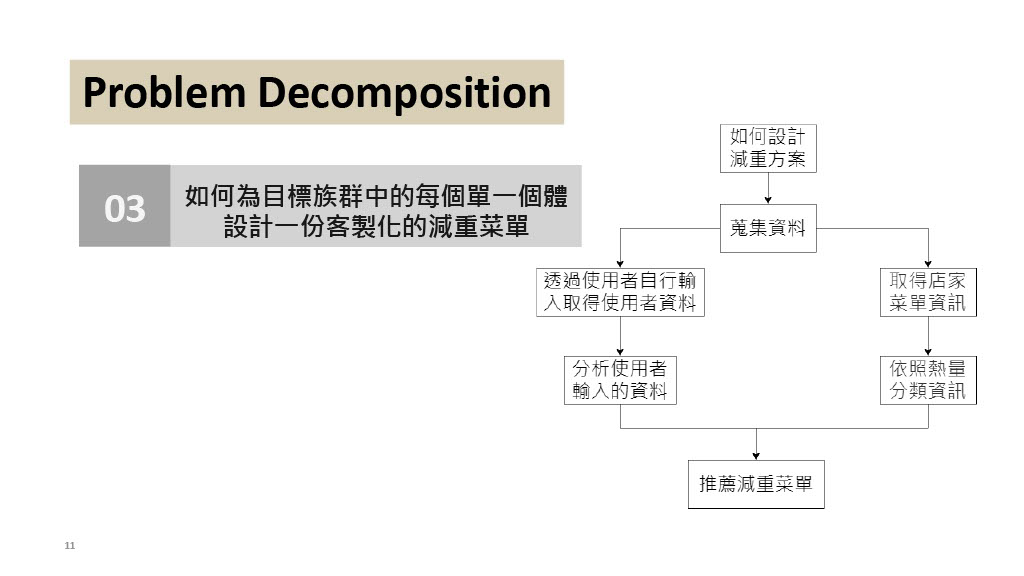 Problem Decomposition
03
如何為目標族群中的每個單一個體
設計一份客製化的減重菜單
如何設計
減重方案
蒐集資料
透過使用者自行輸
入取得使用者資料
取得店家
菜單資訊
分析使用者
輸入的資料
依照熱量
分類資訊
推薦減重菜單
11